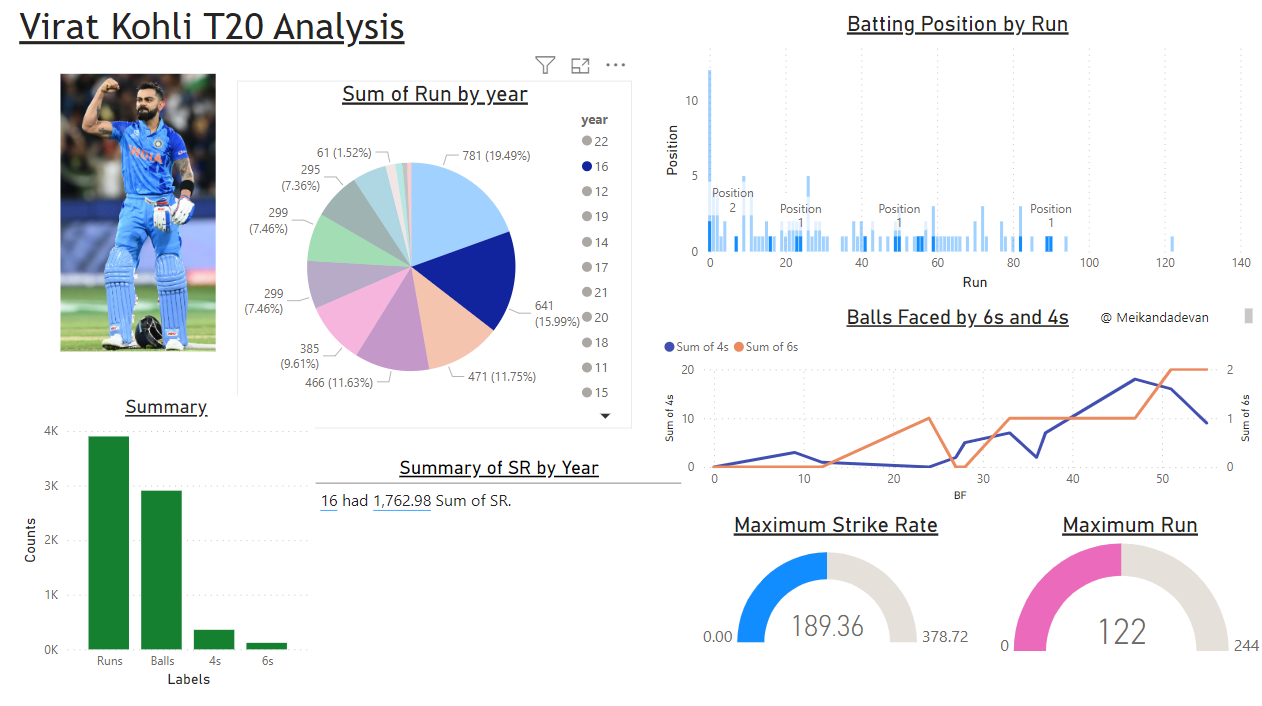 Virat Kohli T20 Analysis
INDIA
Sum of Run by year
year
22
16
12
19
14
17
21
20
18
11
15
781 (19.49%)
641
(15.99%)
471 (11.75%)
466 (11.63%)
385
(9.61%)
299
(7.46%)
299
(7.46%)
295
(7.36%)
61 (1.52%)
Summary
4K
3K
2K
1K
0K
Counts
Runs Balls 4s 6s
Labels
Summary of SR by Year
16 had 1,762.98 Sum of SR.
Batting Position by Run
Position
10
5
0
Position
2
Position
1
Position
1
Position
1
0 20 40 60 80 100 120 140
Run
Balls Faced by 6s and 4s
@ Meikandadevan
Sum of 4s Sum of 6s
Sum of 4s
20
10
0
2
1
0
Sum of 6s
0 10 20 30 40 50
BF
Maximum Strike Rate
189.36
0.00 378.72
Maximum Run
122
0 244